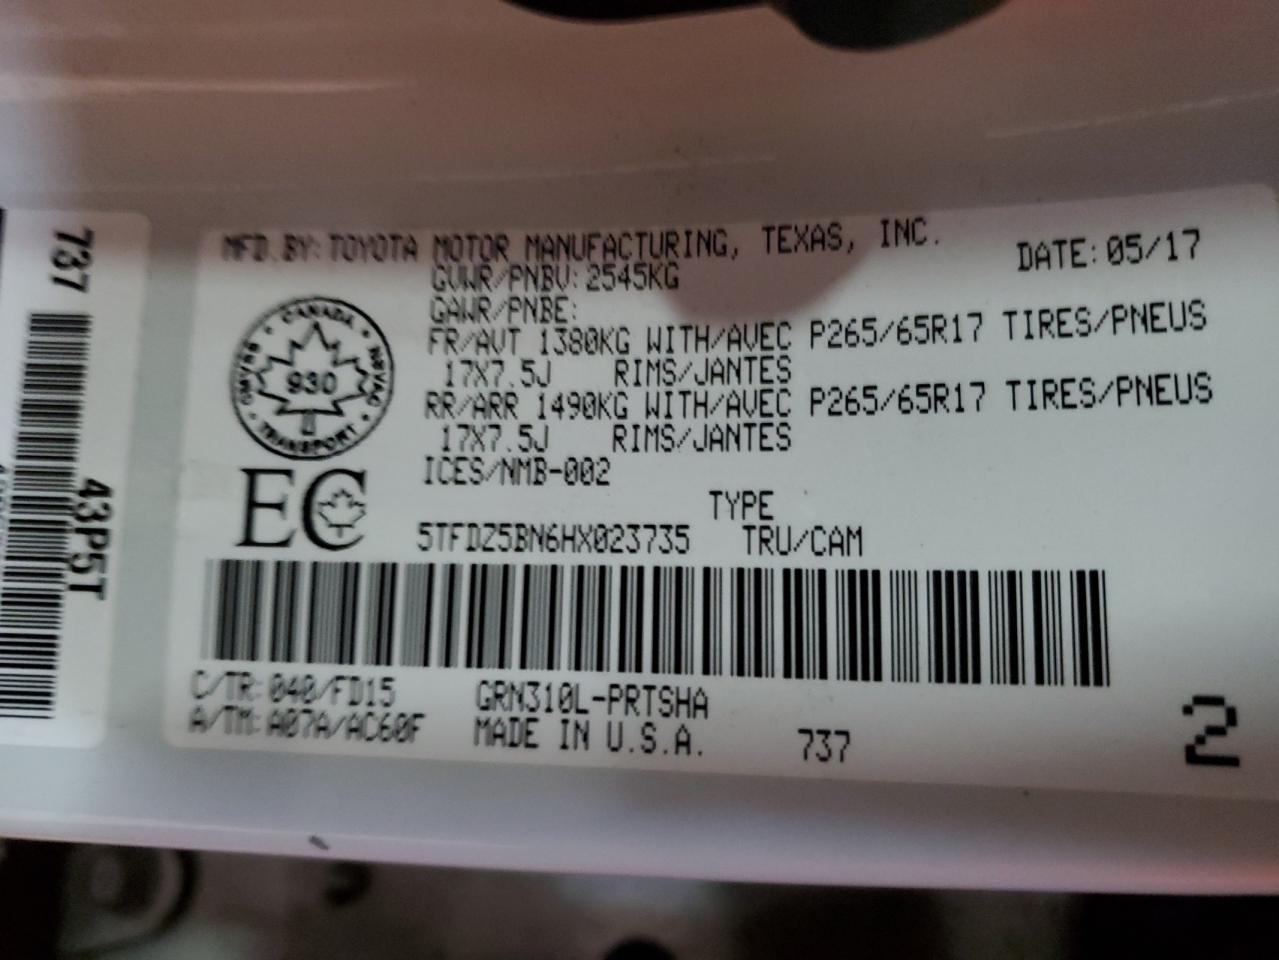 MFD.BY: TOYOTA MOTOR MANUFACTURING, TEXAS, INC.
DATE: 05/17
GVWR/PNBV: 2545KG
GAWR/PNBE:
FR/AVT 1380KG WITH/AVEC P265/65R17 TIRES/PNEUS
17X7.5J RIMS/JANTES
RR/ARR 1490KG WITH/AVEC P265/65R17 TIRES/PNEUS
17X7.5J RIMS/JANTES
ICES/NMB-002
CANADA
930
TRANSPORT
EC
TYPE
5TFDZ5BN6HX023735 TRU/CAM
C/TR: 040/FD15 GRN310L-PRTSHA
A/TM: A07A/AC60F MADE IN U.S.A. 737
2
737
43P5T